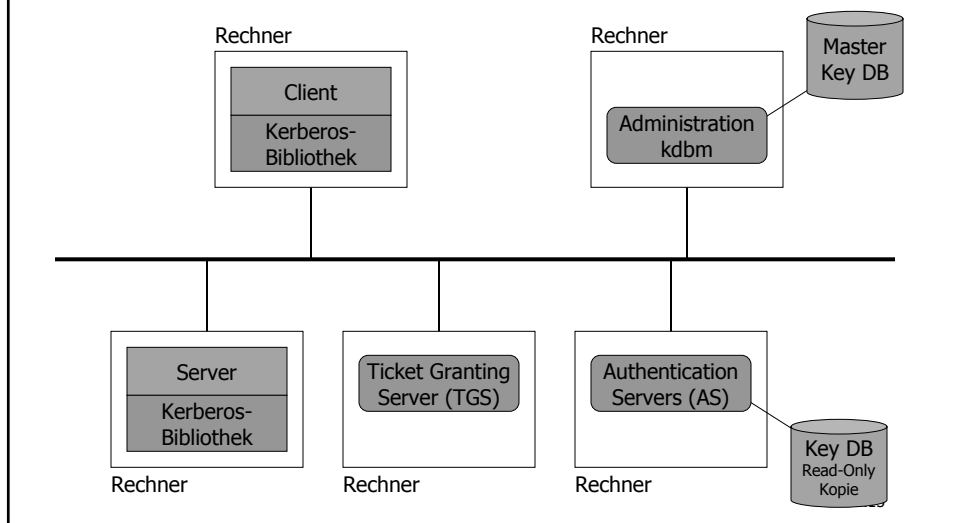 Rechner
Client
Kerberos-
Bibliothek
Rechner
Administration
kdbm
Master
Key DB
Server
Kerberos-
Bibliothek
Rechner
Ticket Granting
Server (TGS)
Rechner
Authentication
Servers (AS)
Rechner
Key DB
Read-Only
Kopie